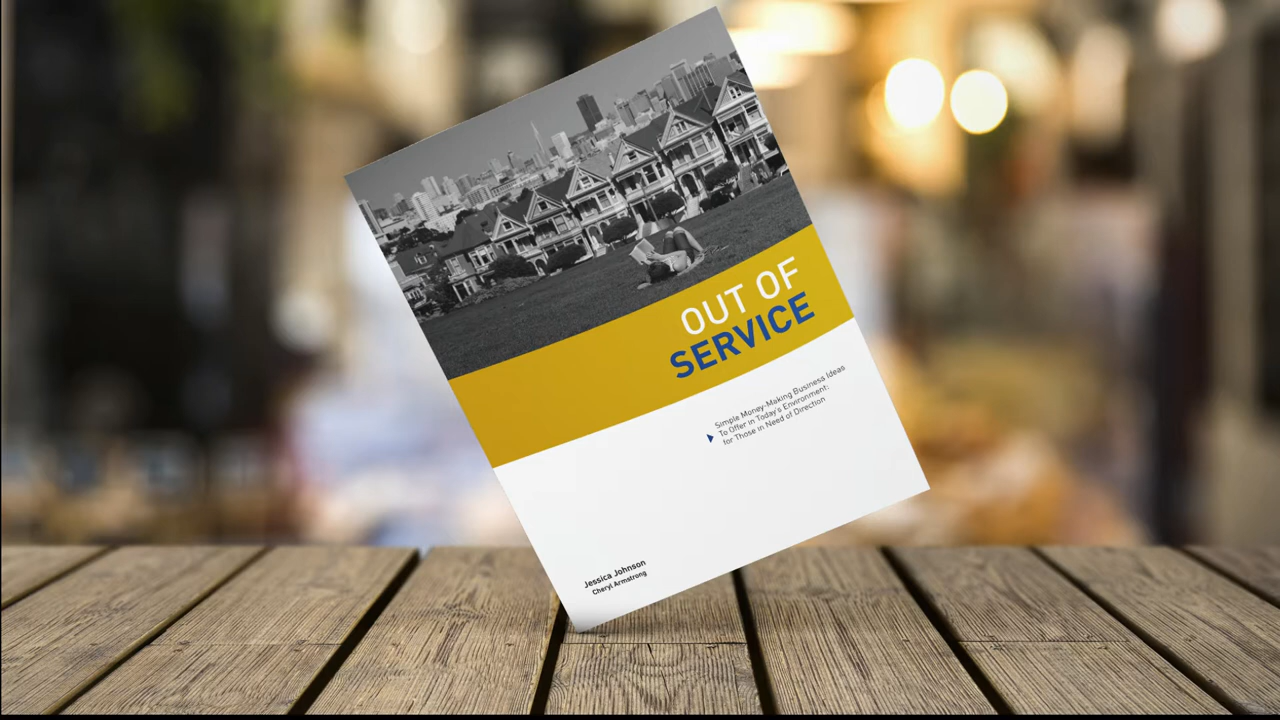 OUT OF
SERVICE
Simple Money-Making Business Ideas
To Offer in Today's Environment:
for Those in Need of Direction
Jessica Johnson
Cheryl Armstrong